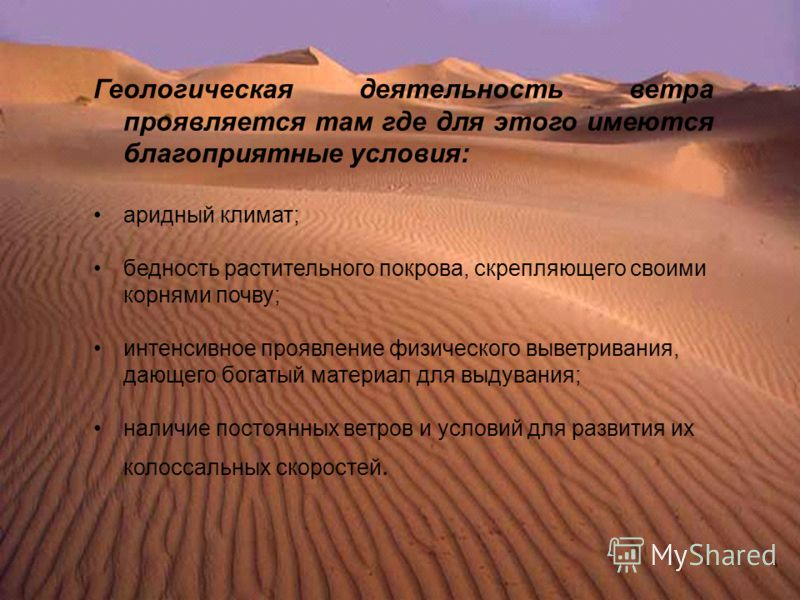 Геологическая деятельность ветра
проявляется там где для этого имеются
благоприятные условия:
• аридный климат;
• бедность растительного покрова, скрепляющего своими
корнями почву;
• интенсивное проявление физического выветривания,
дающего богатый материал для выдувания;
• наличие постоянных ветров и условий для развития их
колоссальных скоростей.
MyShared